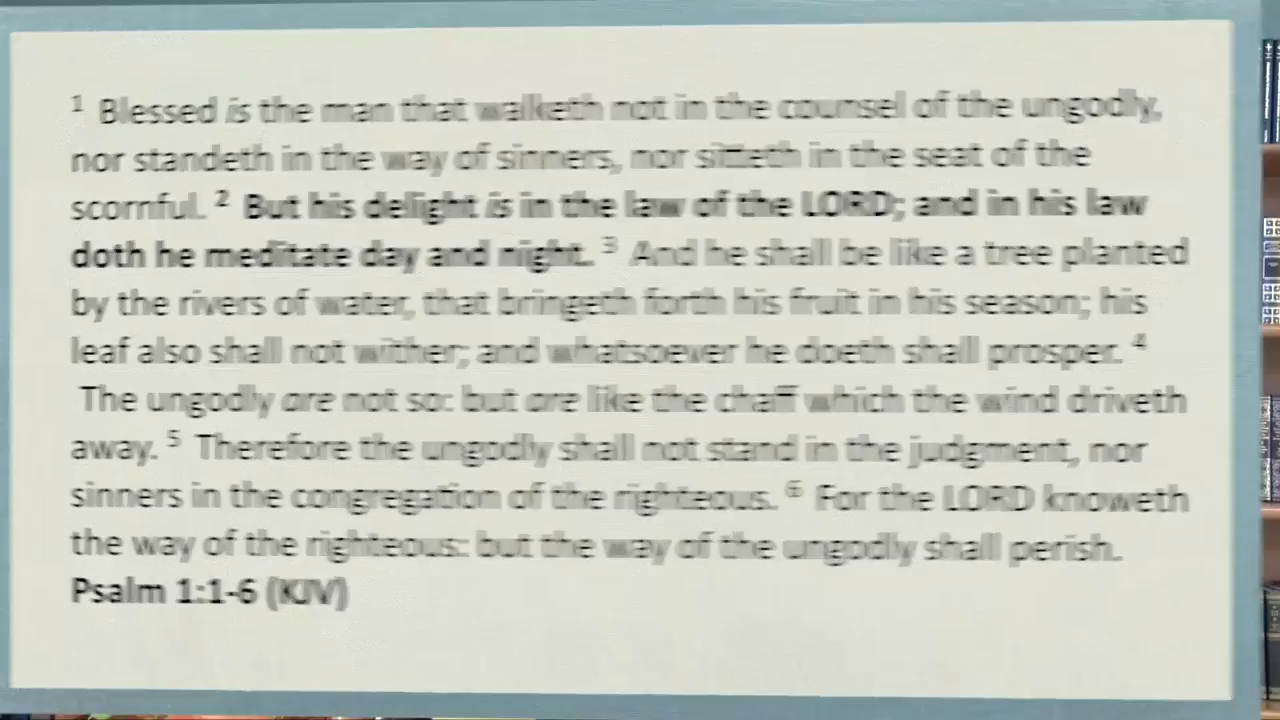 1 Blessed is the man that walketh not in the counsel of the ungodly,
nor standeth in the way of sinners, nor sitteth in the seat of the
scornful. 2 But his delight is in the law of the LORD; and in his law
doth he meditate day and night. 3 And he shall be like a tree planted
by the rivers of water, that bringeth forth his fruit in his season; his
leaf also shall not wither; and whatsoever he doeth shall prosper. 4
The ungodly are not so: but are like the chaff which the wind driveth
away. 5 Therefore the ungodly shall not stand in the judgment, nor
sinners in the congregation of the righteous. 6 For the LORD knoweth
the way of the righteous: but the way of the ungodly shall perish.
Psalm 1:1-6 (KJV)